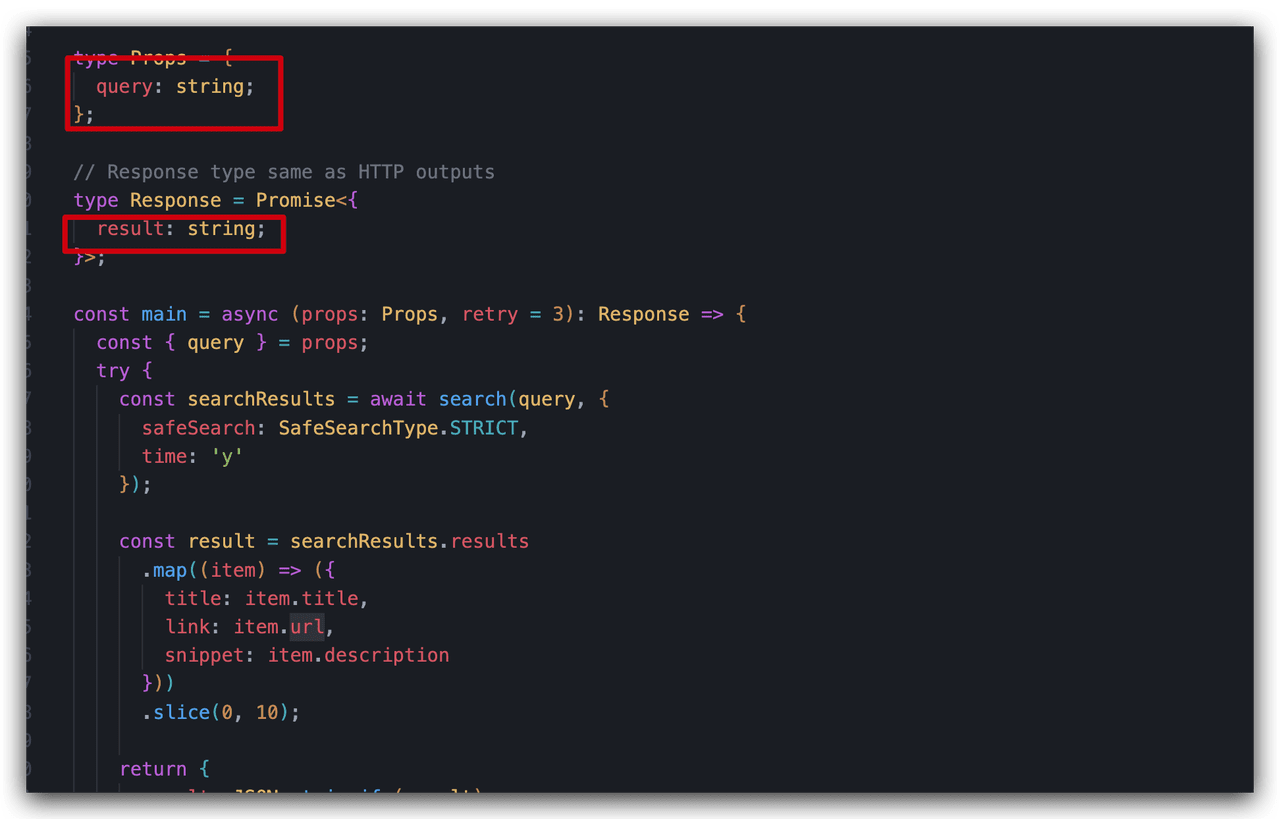 type Props = {
  query: string;
};
// Response type same as HTTP outputs
type Response = Promise<{
  result: string;
}>;
const main = async (props: Props, retry = 3): Response => {
  const { query } = props;
  try {
    const searchResults = await search(query, {
      safeSearch: SafeSearchType.STRICT,
      time: 'y'
    });
    const result = searchResults.results
      .map((item) => ({
        title: item.title,
        link: item.url,
        snippet: item.description
      }))
      .slice(0, 10);
    return {